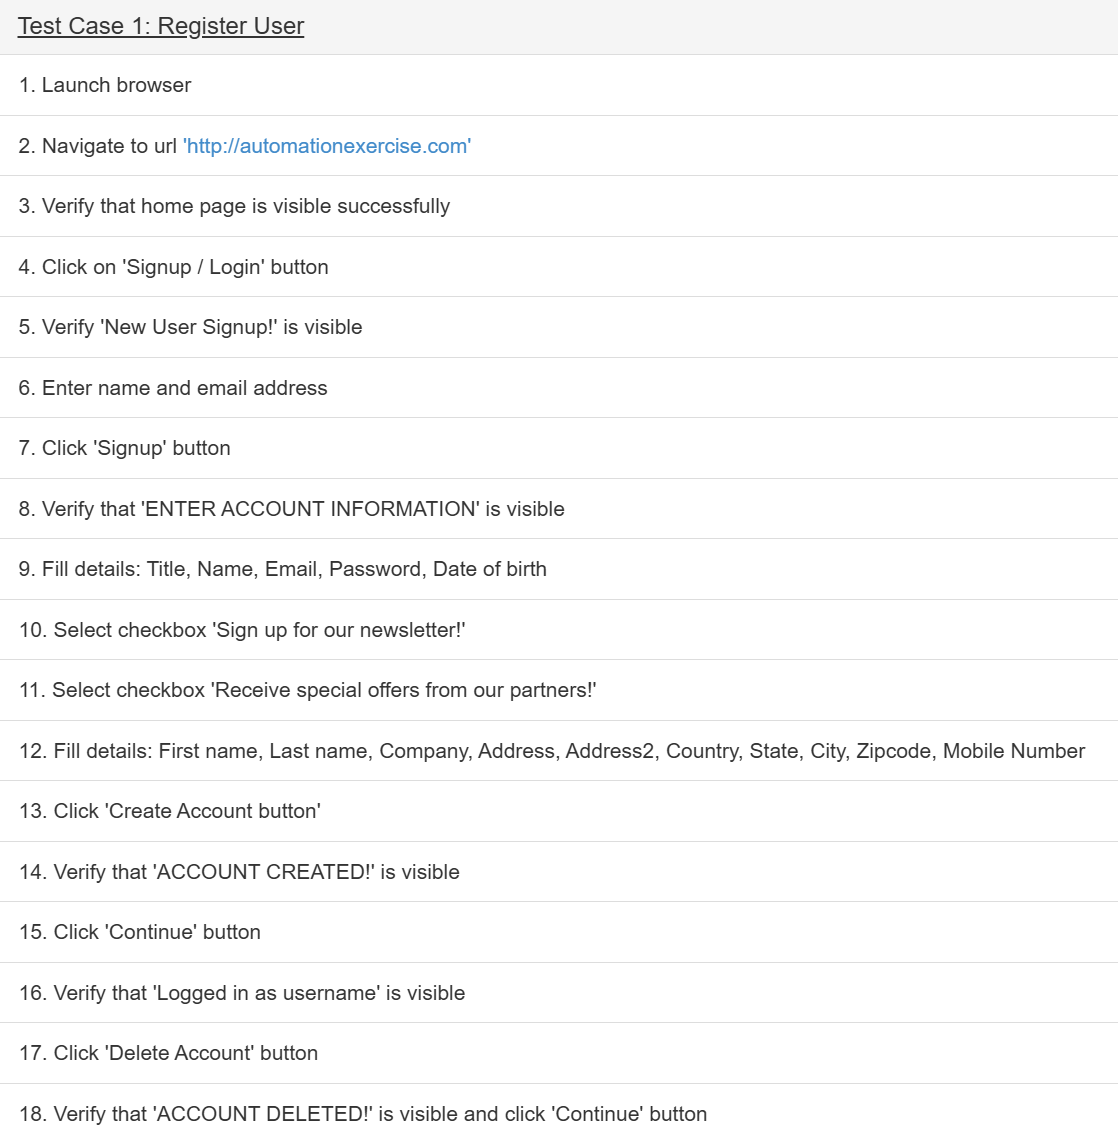 Test Case 1: Register User
1. Launch browser
2. Navigate to url 'http://automationexercise.com'
3. Verify that home page is visible successfully
4. Click on 'Signup / Login' button
5. Verify 'New User Signup!' is visible
6. Enter name and email address
7. Click 'Signup' button
8. Verify that 'ENTER ACCOUNT INFORMATION' is visible
9. Fill details: Title, Name, Email, Password, Date of birth
10. Select checkbox 'Sign up for our newsletter!'
11. Select checkbox 'Receive special offers from our partners!'
12. Fill details: First name, Last name, Company, Address, Address2, Country, State, City, Zipcode, Mobile Number
13. Click 'Create Account button'
14. Verify that 'ACCOUNT CREATED!' is visible
15. Click 'Continue' button
16. Verify that 'Logged in as username' is visible
17. Click 'Delete Account' button
18. Verify that 'ACCOUNT DELETED!' is visible and click 'Continue' button